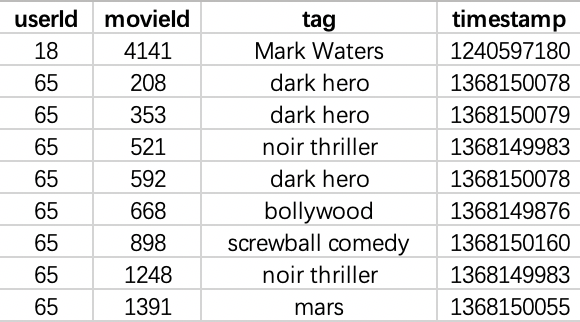 userId movieId tag timestamp
18 4141 Mark Waters 1240597180
65 208 dark hero 1368150078
65 353 dark hero 1368150079
65 521 noir thriller 1368149983
65 592 dark hero 1368150078
65 668 bollywood 1368149876
65 898 screwball comedy 1368150160
65 1248 noir thriller 1368149983
65 1391 mars 1368150055